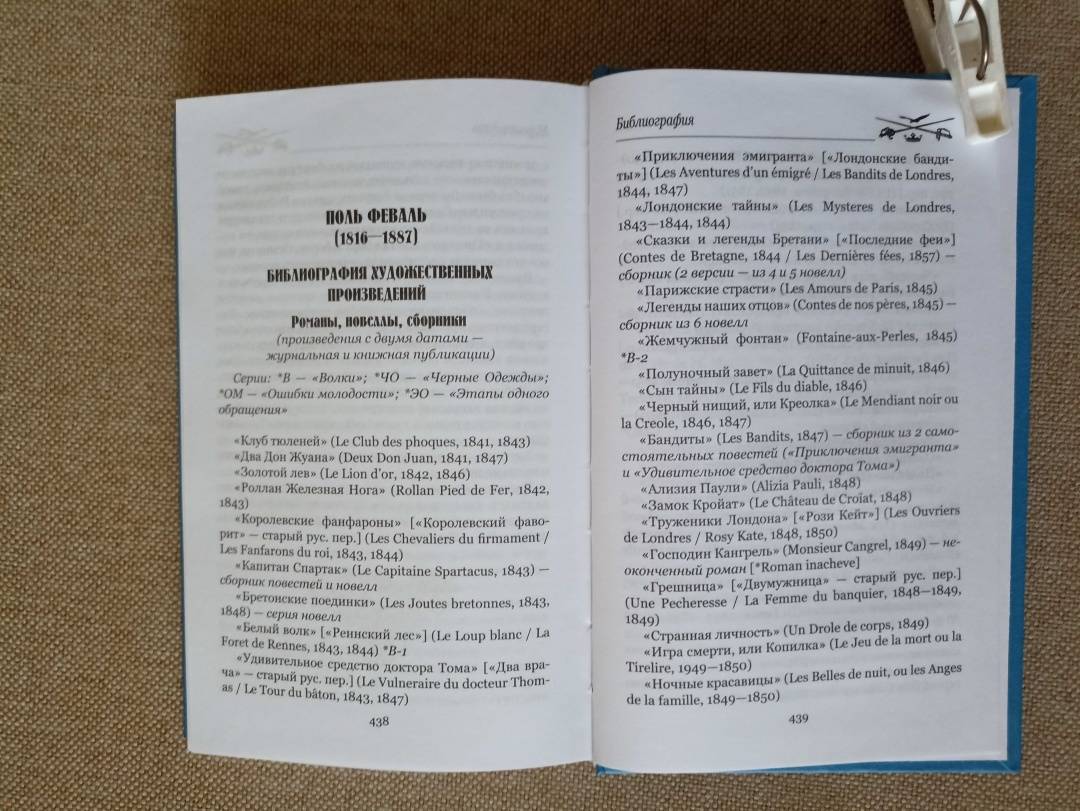 ПОЛЬ ФЕВАЛЬ
(1816—1887)
БИБЛИОГРАФИЯ ХУДОЖЕСТВЕННЫХ
ПРОИЗВЕДЕНИЙ
Романы, новеллы, сборники
(произведения с двумя датами —
журнальная и книжная публикации)
Серии: *В — «Волки»; *ЧО — «Черные Одежды»;
*ОМ — «Ошибки молодости»; *ЭО — «Этапы одного
обращения»
«Клуб тюленей» (Le Club des phoques, 1841, 1843)
«Два Дон Жуана» (Deux Don Juan, 1841, 1847)
«Золотой лев» (Le Lion d'or, 1842, 1846)
«Роллан Железная Нога» (Rollan Pied de Fer, 1842,
1843)
«Королевские фанфароны» [«Королевский фаво-
рит» — старый рус. пер.] (Les Chevaliers du firmament /
Les Fanfarons du roi, 1843, 1844)
«Капитан Спартак» (Le Capitaine Spartacus, 1843) —
сборник повестей и новелл
«Бретонские поединки» (Les Joutes bretonnes, 1843,
1848) — серия новелл
«Белый волк» [«Реннский лес»] (Le Loup blanc / La
Foret de Rennes, 1843, 1844) *В-1
«Удивительное средство доктора Тома» [«Два вра-
ча» — старый рус. пер.] (Le Vulneraire du docteur Thom-
as / Le Tour du bâton, 1843, 1847)
438
Библиография
«Приключения эмигранта» [«Лондонские банди-
ты»] (Les Aventures d'un émigré / Les Bandits de Londres,
1844, 1847)
«Лондонские тайны» (Les Mysteres de Londres,
1843—1844, 1844)
«Сказки и легенды Бретани» [«Последние феи»]
(Contes de Bretagne, 1844 / Les Dernières fées, 1857) —
сборник (2 версии — из 4 и 5 новелл)
«Парижские страсти» (Les Amours de Paris, 1845)
«Легенды наших отцов» (Contes de nos pères, 1845) —
сборник из 6 новелл
«Жемчужный фонтан» (Fontaine-aux-Perles, 1845)
*В-2
«Полуночный завет» (La Quittance de minuit, 1846)
«Сын тайны» (Le Fils du diable, 1846)
«Черный нищий, или Креолка» (Le Mendiant noir ou
la Creole, 1846, 1847)
«Бандиты» (Les Bandits, 1847) — сборник из 2 само-
стоятельных повестей («Приключения эмигранта»
и «Удивительное средство доктора Тома»)
«Ализия Паули» (Alizia Pauli, 1848)
«Замок Кройат» (Le Château de Croïat, 1848)
«Труженики Лондона» [«Рози Кейт»] (Les Ouvriers
de Londres / Rosy Kate, 1848, 1850)
«Господин Кангрель» (Monsieur Cangrel, 1849) — не-
оконченный роман [*Roman inacheve]
«Грешница» [«Двумужница» — старый рус. пер.]
(Une Pecheresse / La Femme du banquier, 1848—1849,
1849)
«Странная личность» (Un Drole de corps, 1849)
«Игра смерти, или Копилка» (Le Jeu de la mort ou la
Tirelire, 1949—1850)
«Ночные красавицы» (Les Belles de nuit, ou les Anges
de la famille, 1849—1850)
439